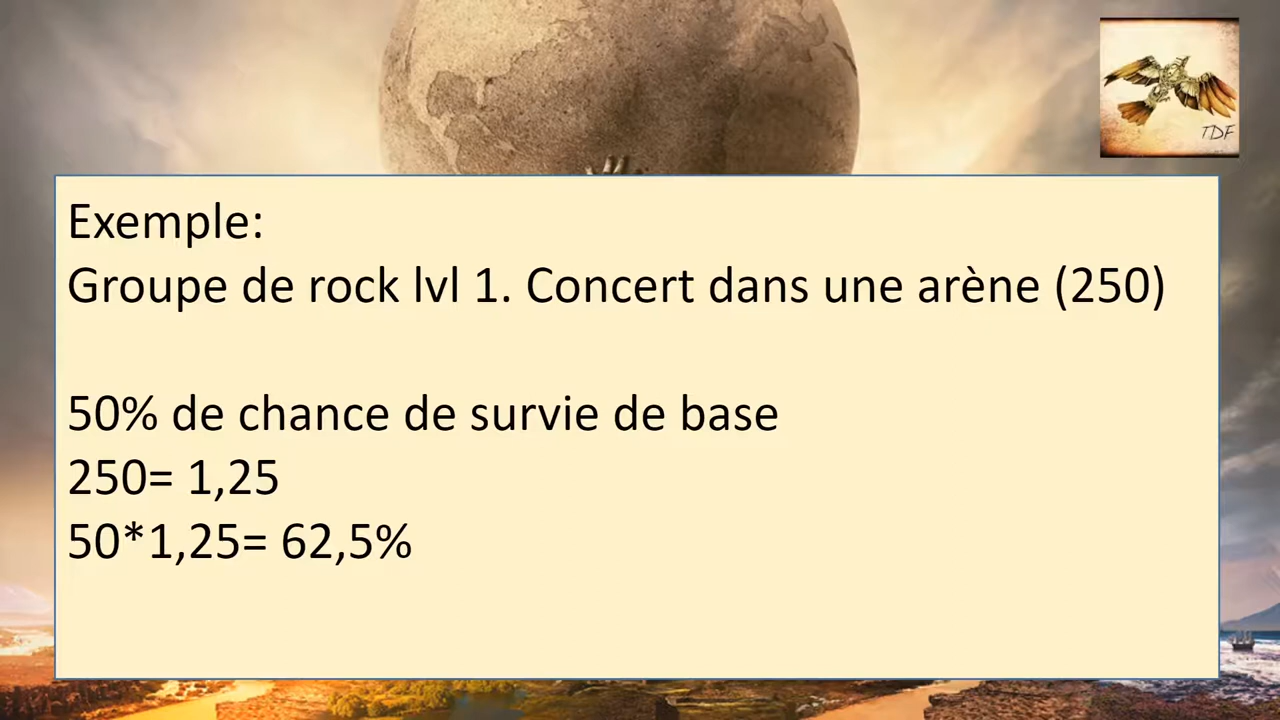 TDF
Exemple:
Groupe de rock lvl 1. Concert dans une arène (250)
50% de chance de survie de base
250= 1,25
50*1,25= 62,5%